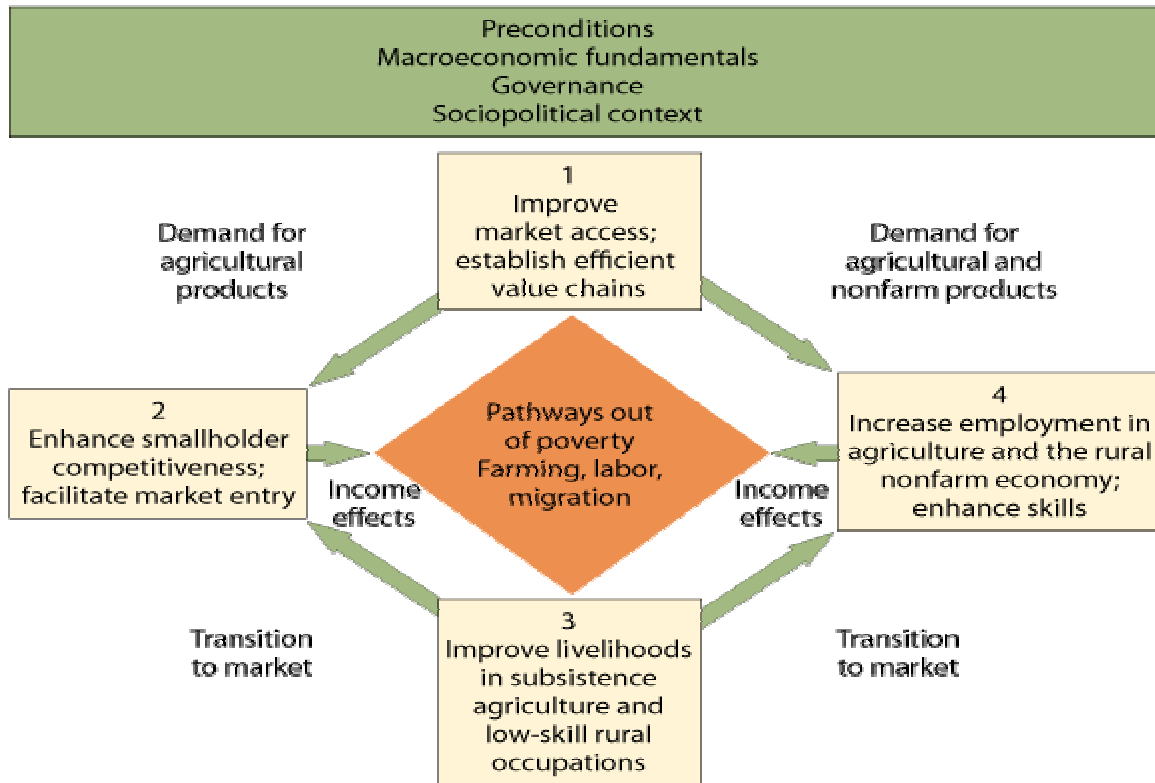 Preconditions
Macroeconomic fundamentals
Governance
Sociopolitical context
1
Improve
market access;
establish efficient
value chains
Demand for
agricultural
products
Demand for
agricultural and
nonfarm products
2
Enhance smallholder
competitiveness;
facilitate market entry
Pathways out
of poverty
Farming, labor,
migration
4
Increase employment in
agriculture and the rural
nonfarm economy;
enhance skills
Income
effects
Income
effects
3
Improve livelihoods
in subsistence
agriculture and
low-skill rural
occupations
Transition
to market
Transition
to market